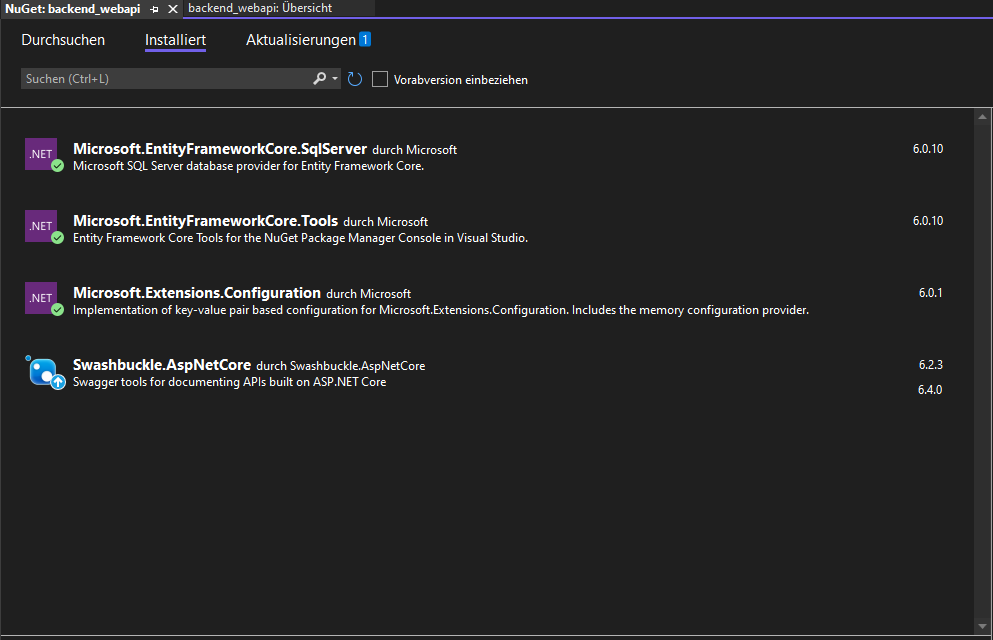 NuGet: backend_webapi
backend_webapi: Übersicht
Durchsuchen Installiert Aktualisierungen 1
Suchen (Ctrl+L) Vorabversion einbeziehen
.NET Microsoft.EntityFrameworkCore.SqlServer durch Microsoft 6.0.10
Microsoft SQL Server database provider for Entity Framework Core.
.NET Microsoft.EntityFrameworkCore.Tools durch Microsoft 6.0.10
Entity Framework Core Tools for the NuGet Package Manager Console in Visual Studio.
.NET Microsoft.Extensions.Configuration durch Microsoft 6.0.1
Implementation of key-value pair based configuration for Microsoft.Extensions.Configuration. Includes the memory configuration provider.
Swashbuckle.AspNetCore durch Swashbuckle.AspNetCore 6.2.3
Swagger tools for documenting APIs built on ASP.NET Core
6.4.0